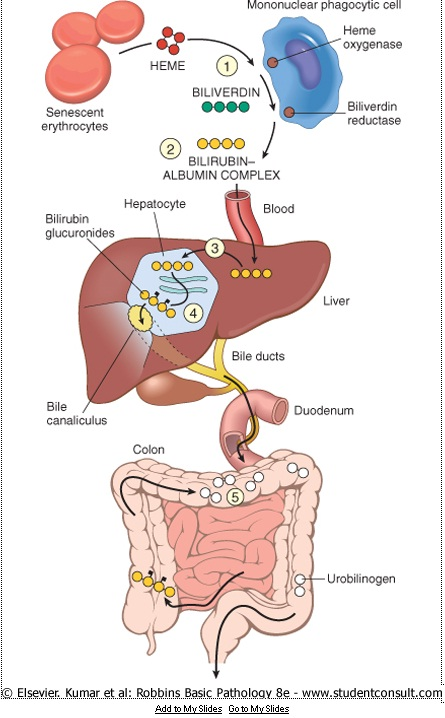 Mononuclear phagocytic cell
Heme
oxygenase
HEME
1
BILIVERDIN
Senescent
erythrocytes
Biliverdin
reductase
2
BILIRUBIN–
ALBUMIN COMPLEX
Hepatocyte
Blood
Bilirubin
glucuronides
3
4
Liver
Bile ducts
Bile
canaliculus
Duodenum
Colon
5
Urobilinogen
© Elsevier. Kumar et al: Robbins Basic Pathology 8e - www.studentconsult.com
Add to My Slides Go to My Slides